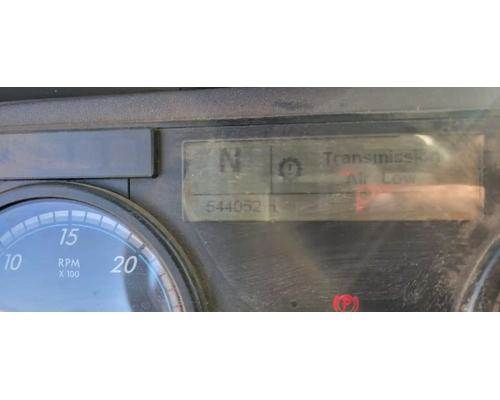 N
Transmission
Air Low
544052
10 15 20
RPM
X 100
P